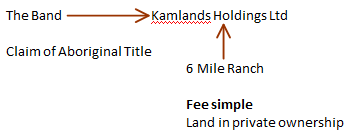 The Band Kamlands Holdings Ltd
Claim of Aboriginal Title
6 Mile Ranch
Fee simple
Land in private ownership